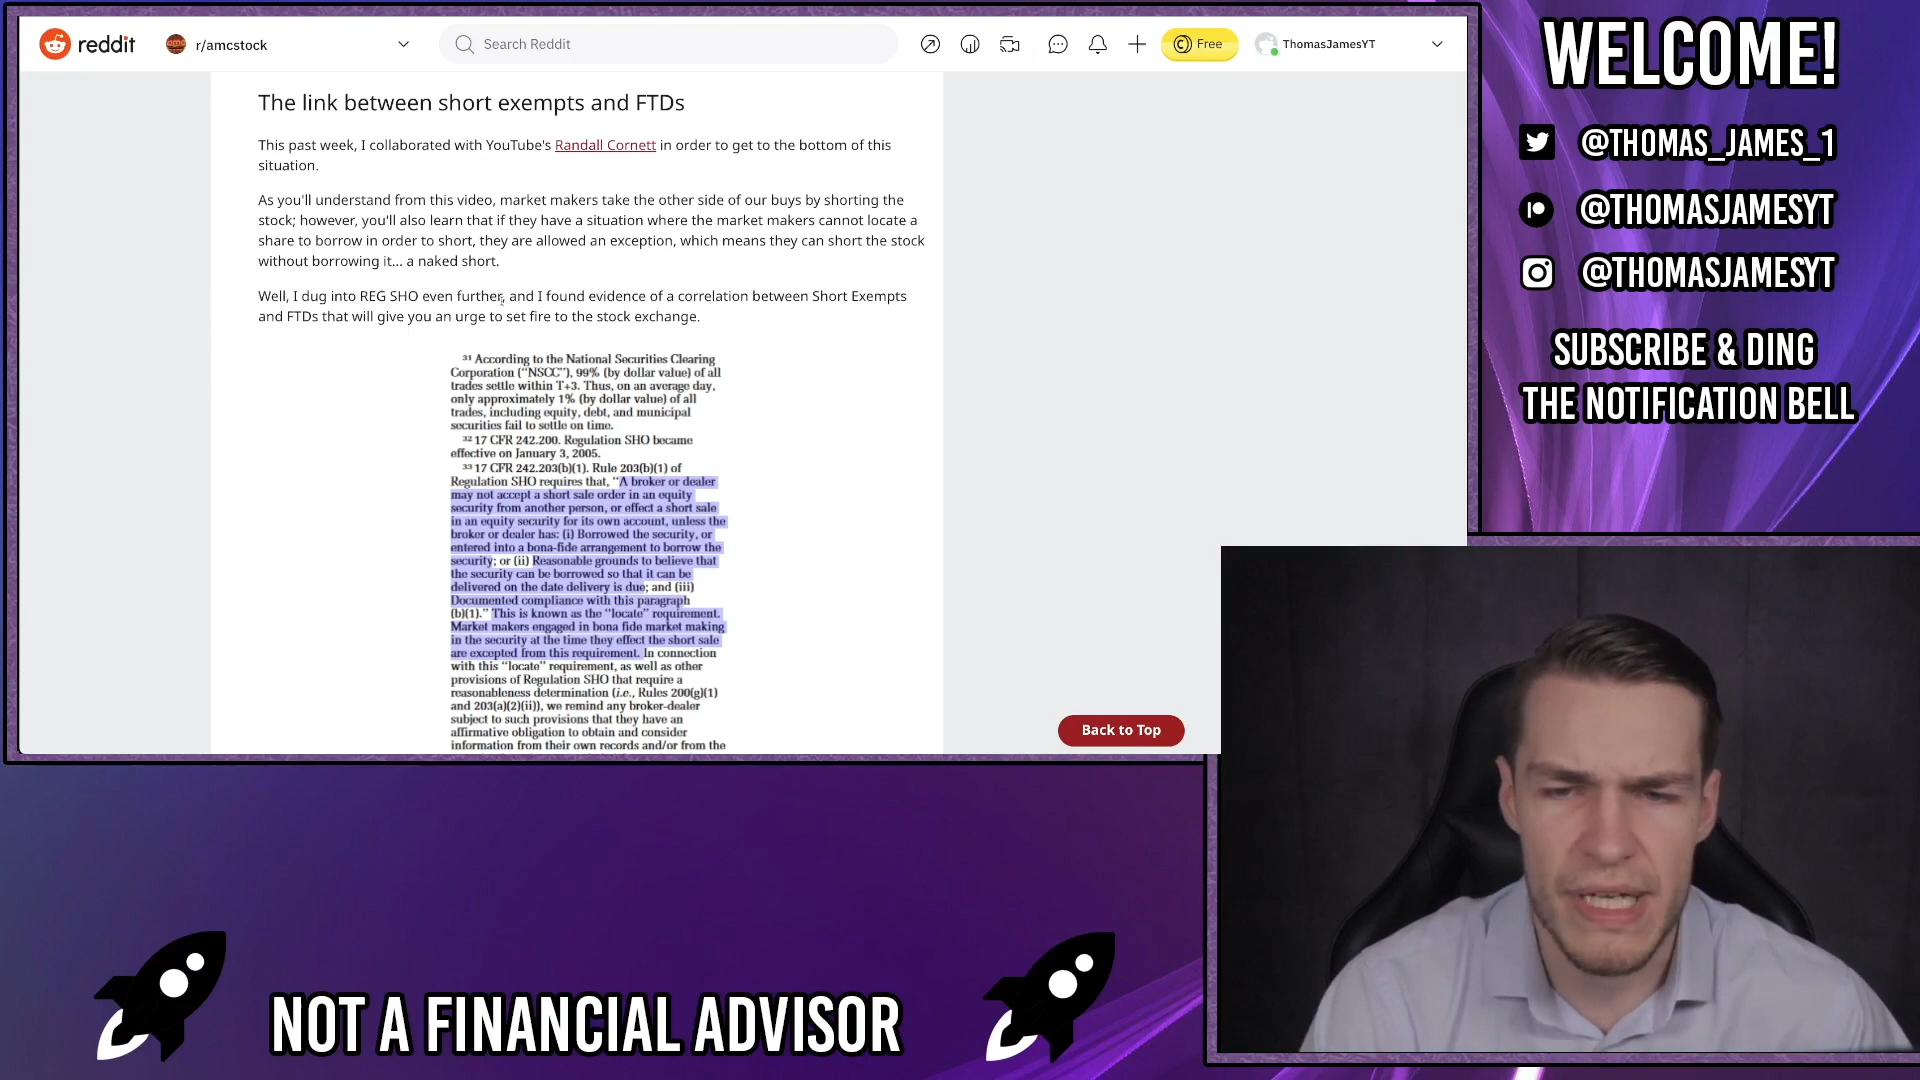 reddit
r/amcstock
Search Reddit
Free
ThomasJamesYT
The link between short exempts and FTDs
This past week, I collaborated with YouTube's Randall Cornett in order to get to the bottom of this
situation.
As you'll understand from this video, market makers take the other side of our buys by shorting the
stock; however, you'll also learn that if they have a situation where the market makers cannot locate a
share to borrow in order to short, they are allowed an exception, which means they can short the stock
without borrowing it... a naked short.
Well, I dug into REG SHO even further, and I found evidence of a correlation between Short Exempts
and FTDs that will give you an urge to set fire to the stock exchange.
31 According to the National Securities Clearing
Corporation ("NSCC"), 99% (by dollar value) of all
trades settle within T+3. Thus, on an average day,
only approximately 1% (by dollar value) of all
trades, including equity, debt, and municipal
securities fail to settle on time.
32 17 CFR 242.200. Regulation SHO became
effective on January 3, 2005.
33 17 CFR 242.203(b)(1). Rule 203(b)(1) of
Regulation SHO requires that, "A broker or dealer
may not accept a short sale order in an equity
security from another person, or effect a short sale
in an equity security for its own account, unless the
broker or dealer has: (i) Borrowed the security, or
entered into a bona-fide arrangement to borrow the
security; or (ii) Reasonable grounds to believe that
the security can be borrowed so that it can be
delivered on the date delivery is due; and (iii)
Documented compliance with this paragraph
(b)(1)." This is known as the "locate" requirement.
Market makers engaged in bona fide market making
in the security at the time they effect the short sale
are excepted from this requirement. In connection
with this "locate" requirement, as well as other
provisions of Regulation SHO that require a
reasonableness determination (i.e., Rules 200(g)(1)
and 203(a)(2)(ii)), we remind any broker-dealer
subject to such provisions that they have an
affirmative obligation to obtain and consider
information from their own records and/or from the
Back to Top
WELCOME!
@THOMAS_JAMES_1
@THOMASJAMESYT
@THOMASJAMESYT
SUBSCRIBE & DING
THE NOTIFICATION BELL
NOT A FINANCIAL ADVISOR